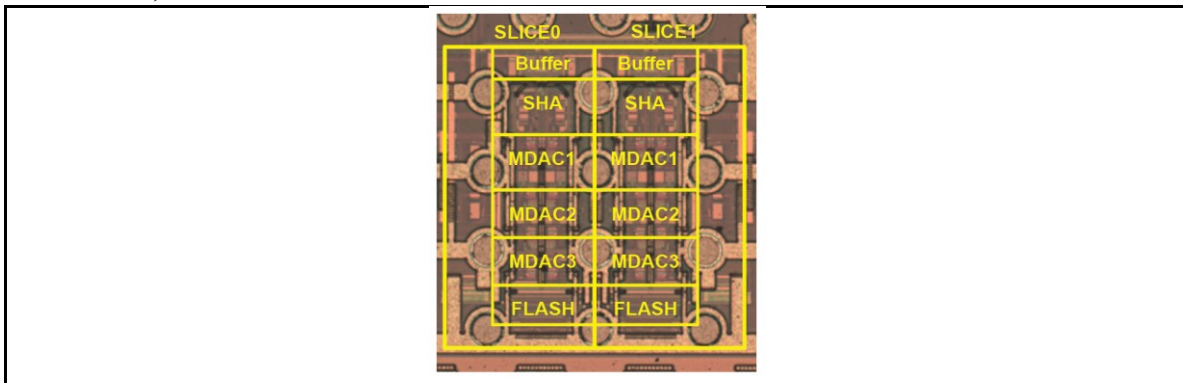 SLICE0 SLICE1
Buffer Buffer
SHA SHA
MDAC1 MDAC1
MDAC2 MDAC2
MDAC3 MDAC3
FLASH FLASH